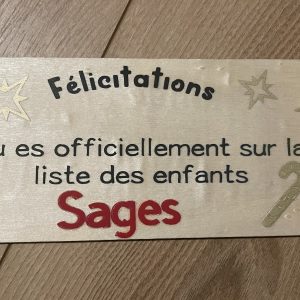 Félicitations
u es officiellement sur la
liste des enfants
Sages